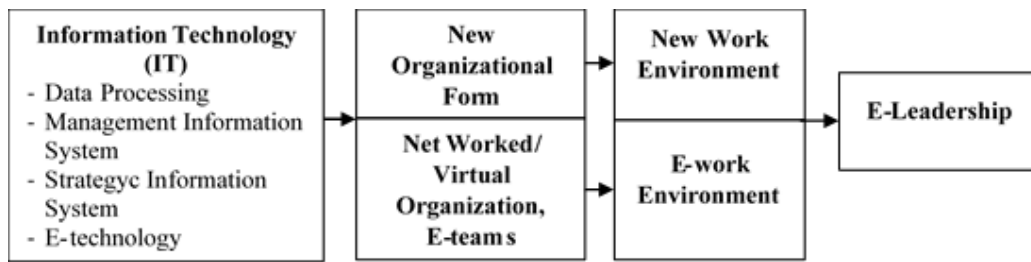 Information Technology
(IT)
- Data Processing
- Management Information
System
- Strategyc Information
System
- E-technology
New
Organizational
Form
Net Worked/
Virtual
Organization,
E-teams
New Work
Environment
E-work
Environment
E-Leadership